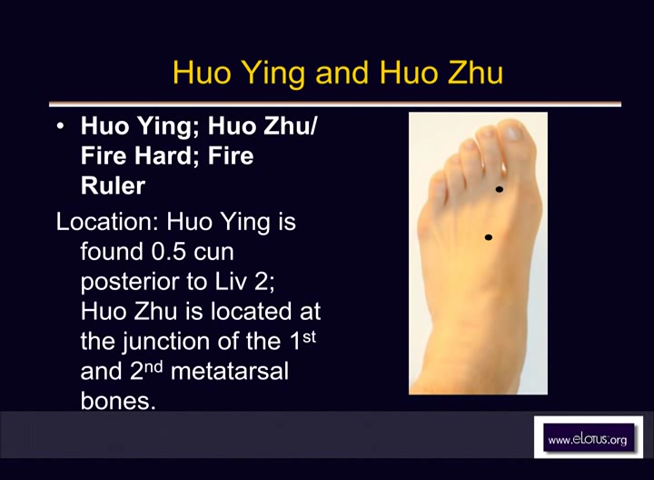 Huo Ying and Huo Zhu
• Huo Ying; Huo Zhu/
Fire Hard; Fire
Ruler
Location: Huo Ying is
found 0.5 cun
posterior to Liv 2;
Huo Zhu is located at
the junction of the 1st
and 2nd metatarsal
bones.
www.eLotus.org